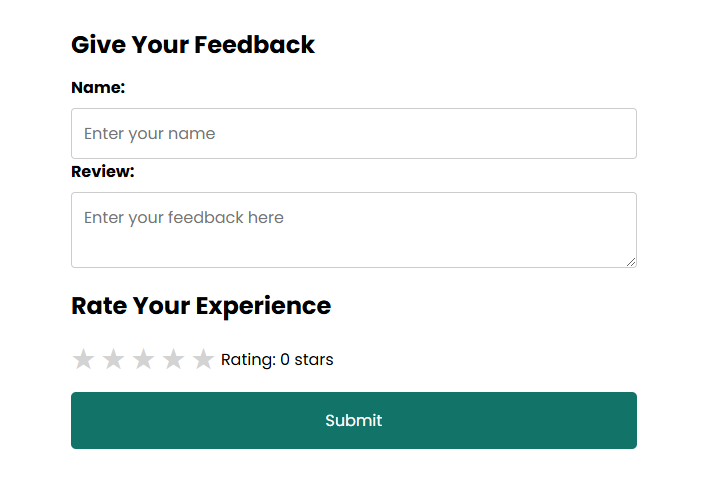 Give Your Feedback
Name:
Enter your name
Review:
Enter your feedback here
Rate Your Experience
★ ★ ★ ★ ★ Rating: 0 stars
Submit